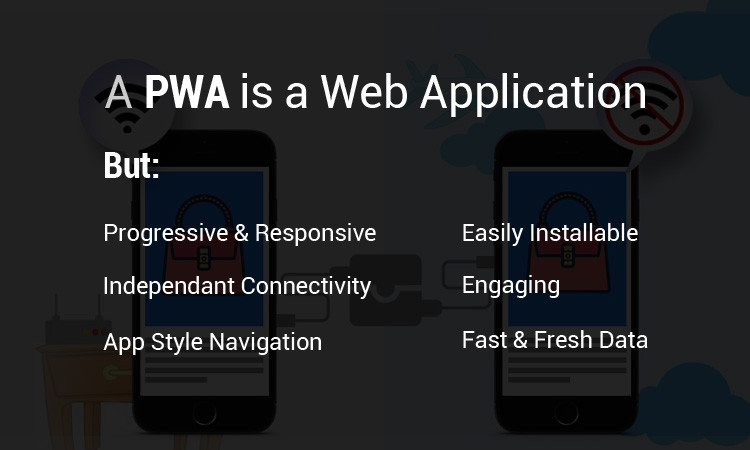 A PWA is a Web Application
But:
Progressive & Responsive
Easily Installable
Independant Connectivity
Engaging
App Style Navigation
Fast & Fresh Data